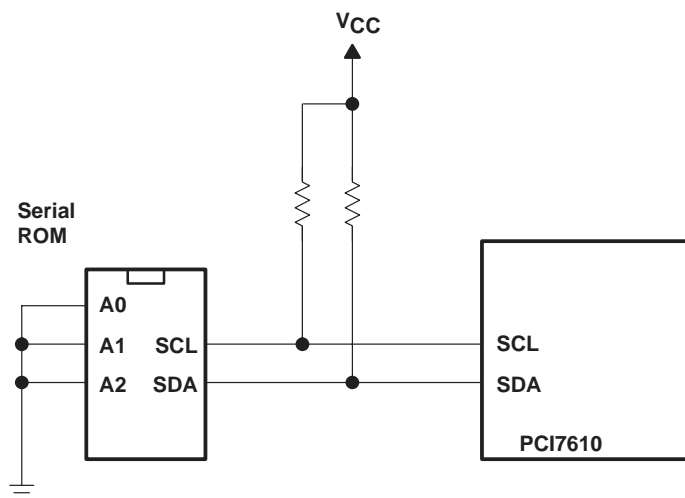 VCC
Serial
ROM
A0
A1
SCL
A2
SDA
SCL
SDA
PCI7610